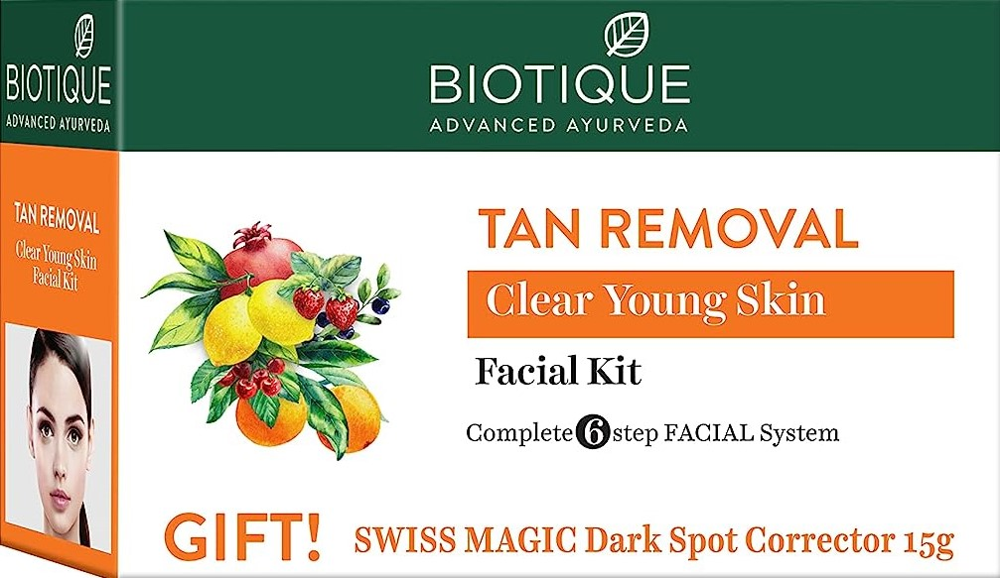 BIOTIQUE
ADVANCED AYURVEDA
TAN REMOVAL
Clear Young Skin
Facial Kit
BIOTIQUE
ADVANCED AYURVEDA
TAN REMOVAL
Clear Young Skin
Facial Kit
Complete 6 step FACIAL System
GIFT! SWISS MAGIC Dark Spot Corrector 15g